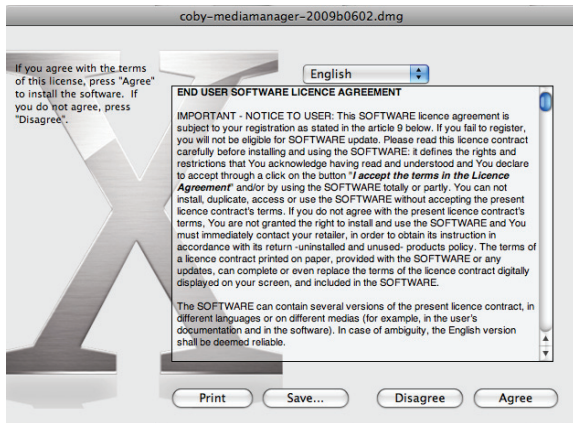 coby-mediamanager-2009b0602.dmg
If you agree with the terms
of this license, press "Agree"
to install the software.  If
you do not agree, press
"Disagree".
English
END USER SOFTWARE LICENCE AGREEMENT
IMPORTANT - NOTICE TO USER: This SOFTWARE licence agreement is
subject to your registration as stated in the article 9 below. If you fail to register,
you will not be eligible for SOFTWARE update. Please read this licence contract
carefully before installing and using the SOFTWARE: it defines the rights and
restrictions that You acknowledge having read and understood and You declare
to accept through a click on the button "I accept the terms in the Licence
Agreement" and/or by using the SOFTWARE totally or partly. You can not
install, duplicate, access or use the SOFTWARE without accepting the present
licence contract's terms. If you do not agree with the present licence contract's
terms, You are not granted the right to install and use the SOFTWARE and You
must immediately contact your retailer, in order to obtain its instruction in
accordance with its return -uninstalled and unused- products policy. The terms of
a licence contract printed on paper, provided with the SOFTWARE or any
updates, can complete or even replace the terms of the licence contract digitally
displayed on your screen, and included in the SOFTWARE.
The SOFTWARE can contain several versions of the present licence contract, in
different languages or on different medias (for example, in the user's
documentation and in the software). In case of ambiguity, the English version
shall be deemed reliable.
Print
Save...
Disagree
Agree